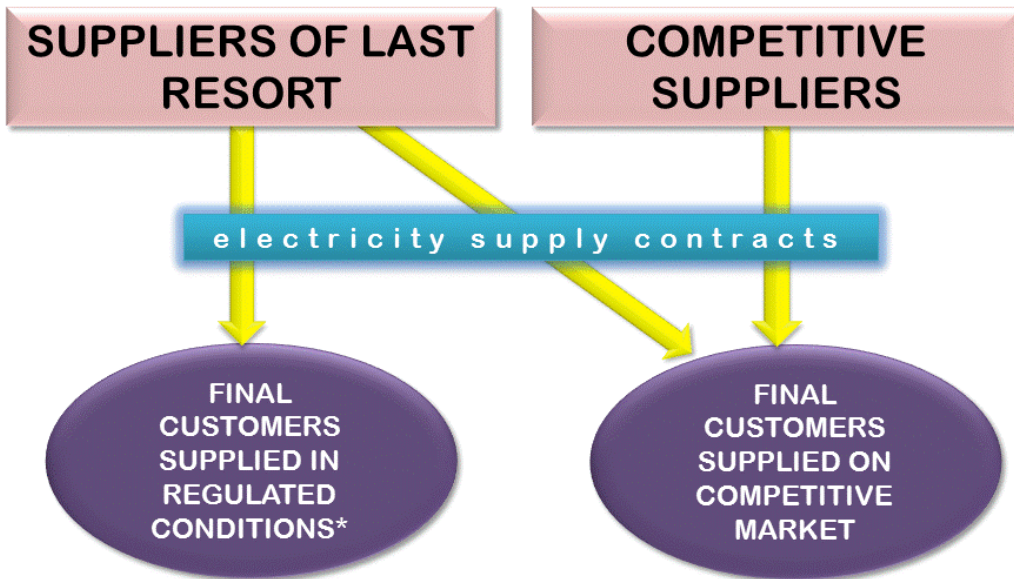 SUPPLIERS OF LAST
RESORT
COMPETITIVE
SUPPLIERS
electricity supply contracts
FINAL
CUSTOMERS
SUPPLIED IN
REGULATED
CONDITIONS*
FINAL
CUSTOMERS
SUPPLIED ON
COMPETITIVE
MARKET